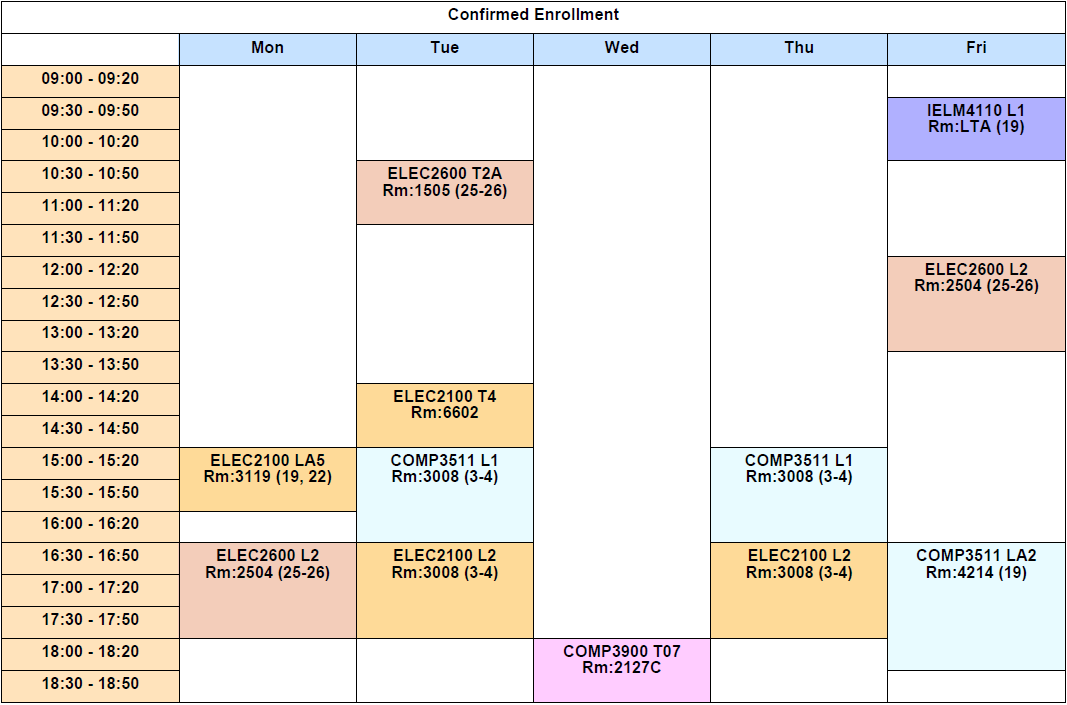 Confirmed Enrollment
Mon Tue Wed Thu Fri
09:00 - 09:20
09:30 - 09:50 IELM4110 L1
Rm:LTA (19)
10:00 - 10:20
10:30 - 10:50 ELEC2600 T2A
Rm:1505 (25-26)
11:00 - 11:20
11:30 - 11:50
12:00 - 12:20 ELEC2600 L2
Rm:2504 (25-26)
12:30 - 12:50
13:00 - 13:20
13:30 - 13:50
14:00 - 14:20 ELEC2100 T4
Rm:6602
14:30 - 14:50
15:00 - 15:20 ELEC2100 LA5 COMP3511 L1 COMP3511 L1
Rm:3119 (19, 22) Rm:3008 (3-4) Rm:3008 (3-4)
15:30 - 15:50
16:00 - 16:20
16:30 - 16:50 ELEC2600 L2 ELEC2100 L2 ELEC2100 L2 COMP3511 LA2
Rm:2504 (25-26) Rm:3008 (3-4) Rm:3008 (3-4) Rm:4214 (19)
17:00 - 17:20
17:30 - 17:50
18:00 - 18:20 COMP3900 T07
Rm:2127C
18:30 - 18:50